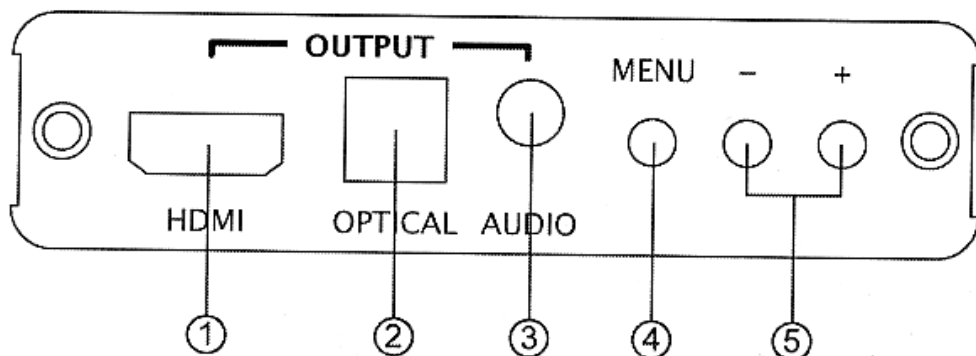 OUTPUT
MENU - +
HDMI OPTICAL AUDIO
① ② ③ ④ ⑤